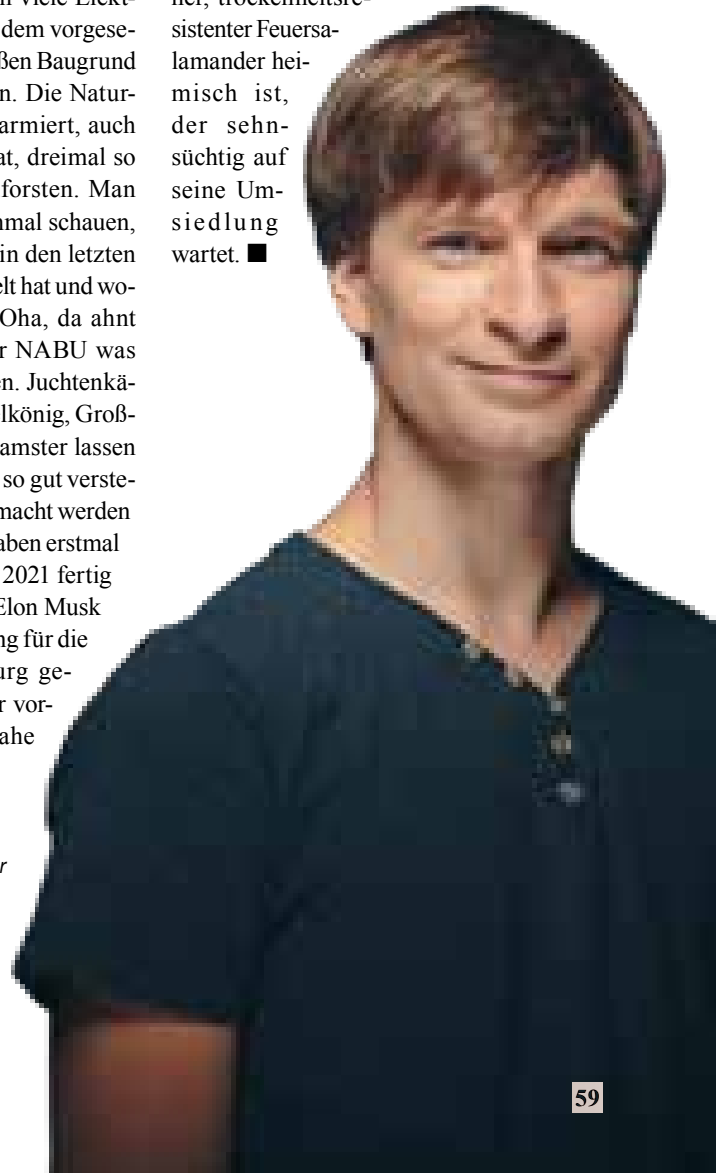 dem vorgese-
ßen Baugrund
n. Die Natur-
armiert, auch
at, dreimal so
forsten. Man
nmal schauen,
in den letzten
elt hat und wo-
Oha, da ahnt
r NABU was
en. Juchtenkä-
lkönig, Groß-
amster lassen
so gut verste-
macht werden
aben erstmal
2021 fertig
Elon Musk
ng für die
urg ge-
r vor-
ahe
r
sistenter Feuersa-
lamander hei-
misch ist,
der sehn-
süchtig auf
seine Um-
siedlung
wartet. ■
59